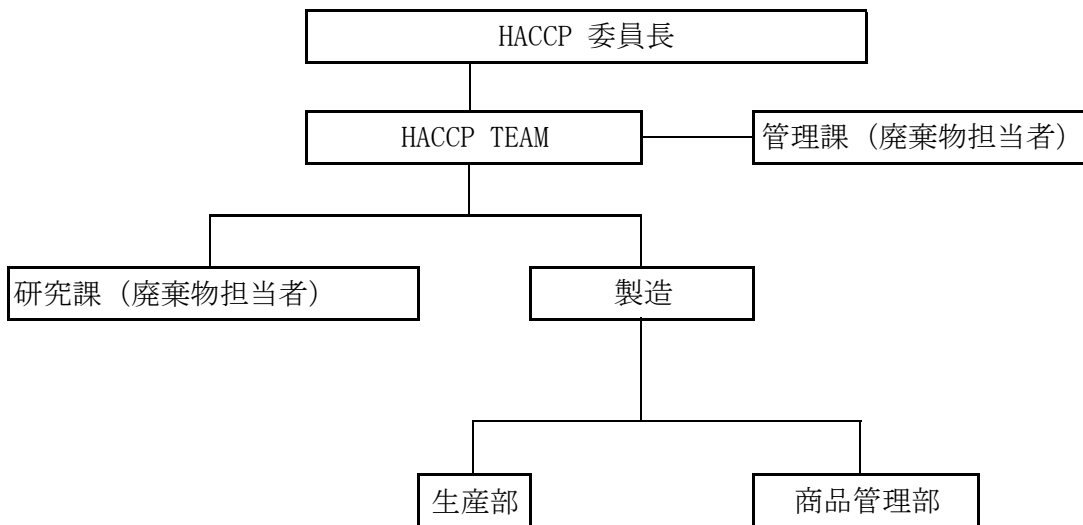 HACCP 委員長
HACCP TEAM
管理課（廃棄物担当者）
研究課（廃棄物担当者）
製造
生産部
商品管理部